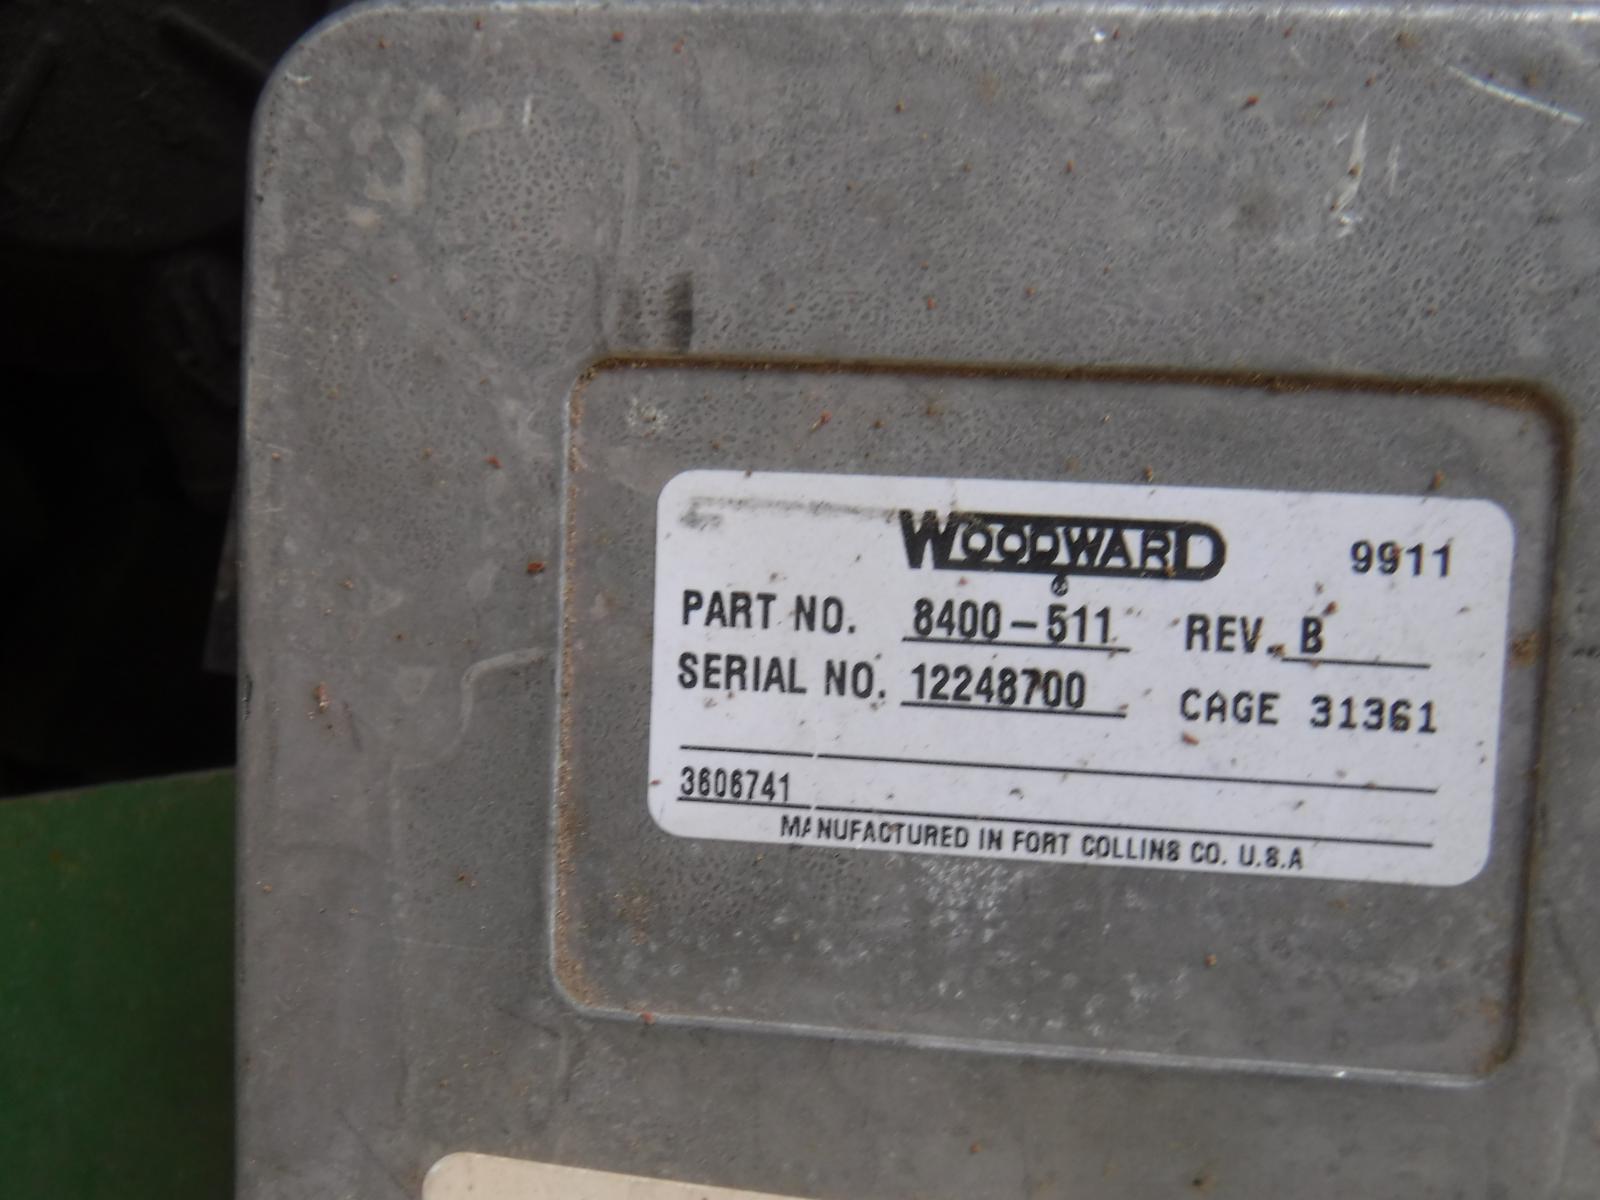 WOODWARD 9911
PART NO. 8400-511 REV. B
SERIAL NO. 12248700 CAGE 31361
3606741
MANUFACTURED IN FORT COLLINS CO. U.S.A